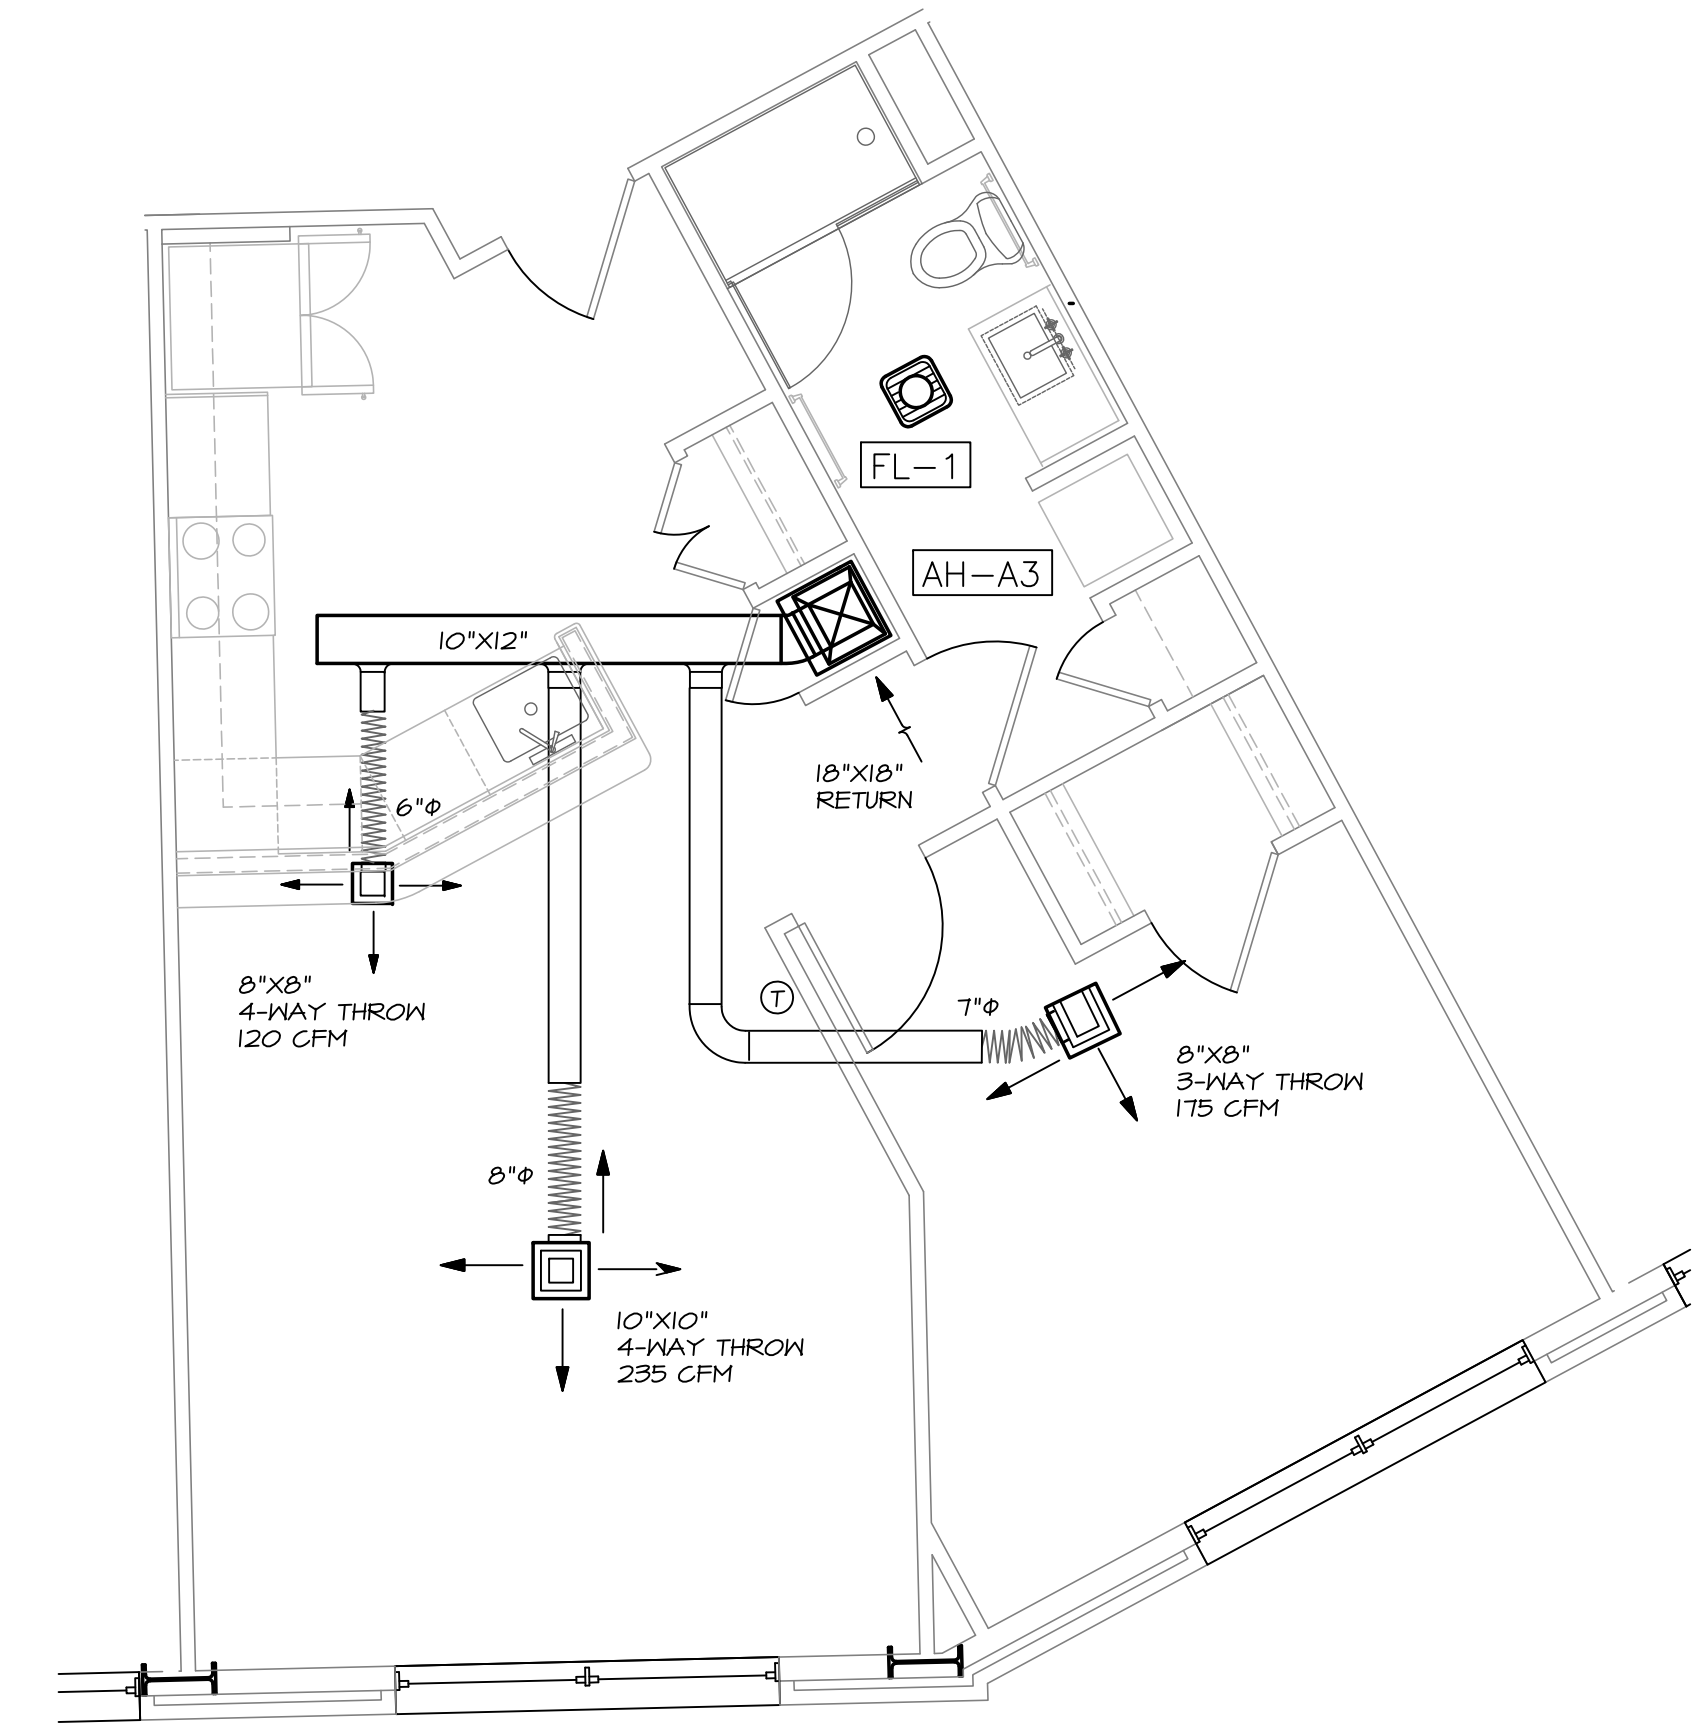 FL-1
AH-A3
10"X12"
18"X18"
RETURN
6"Φ
8"X8"
4-WAY THROW
120 CFM
T
7"Φ
8"X8"
3-WAY THROW
175 CFM
8"Φ
10"X10"
4-WAY THROW
235 CFM